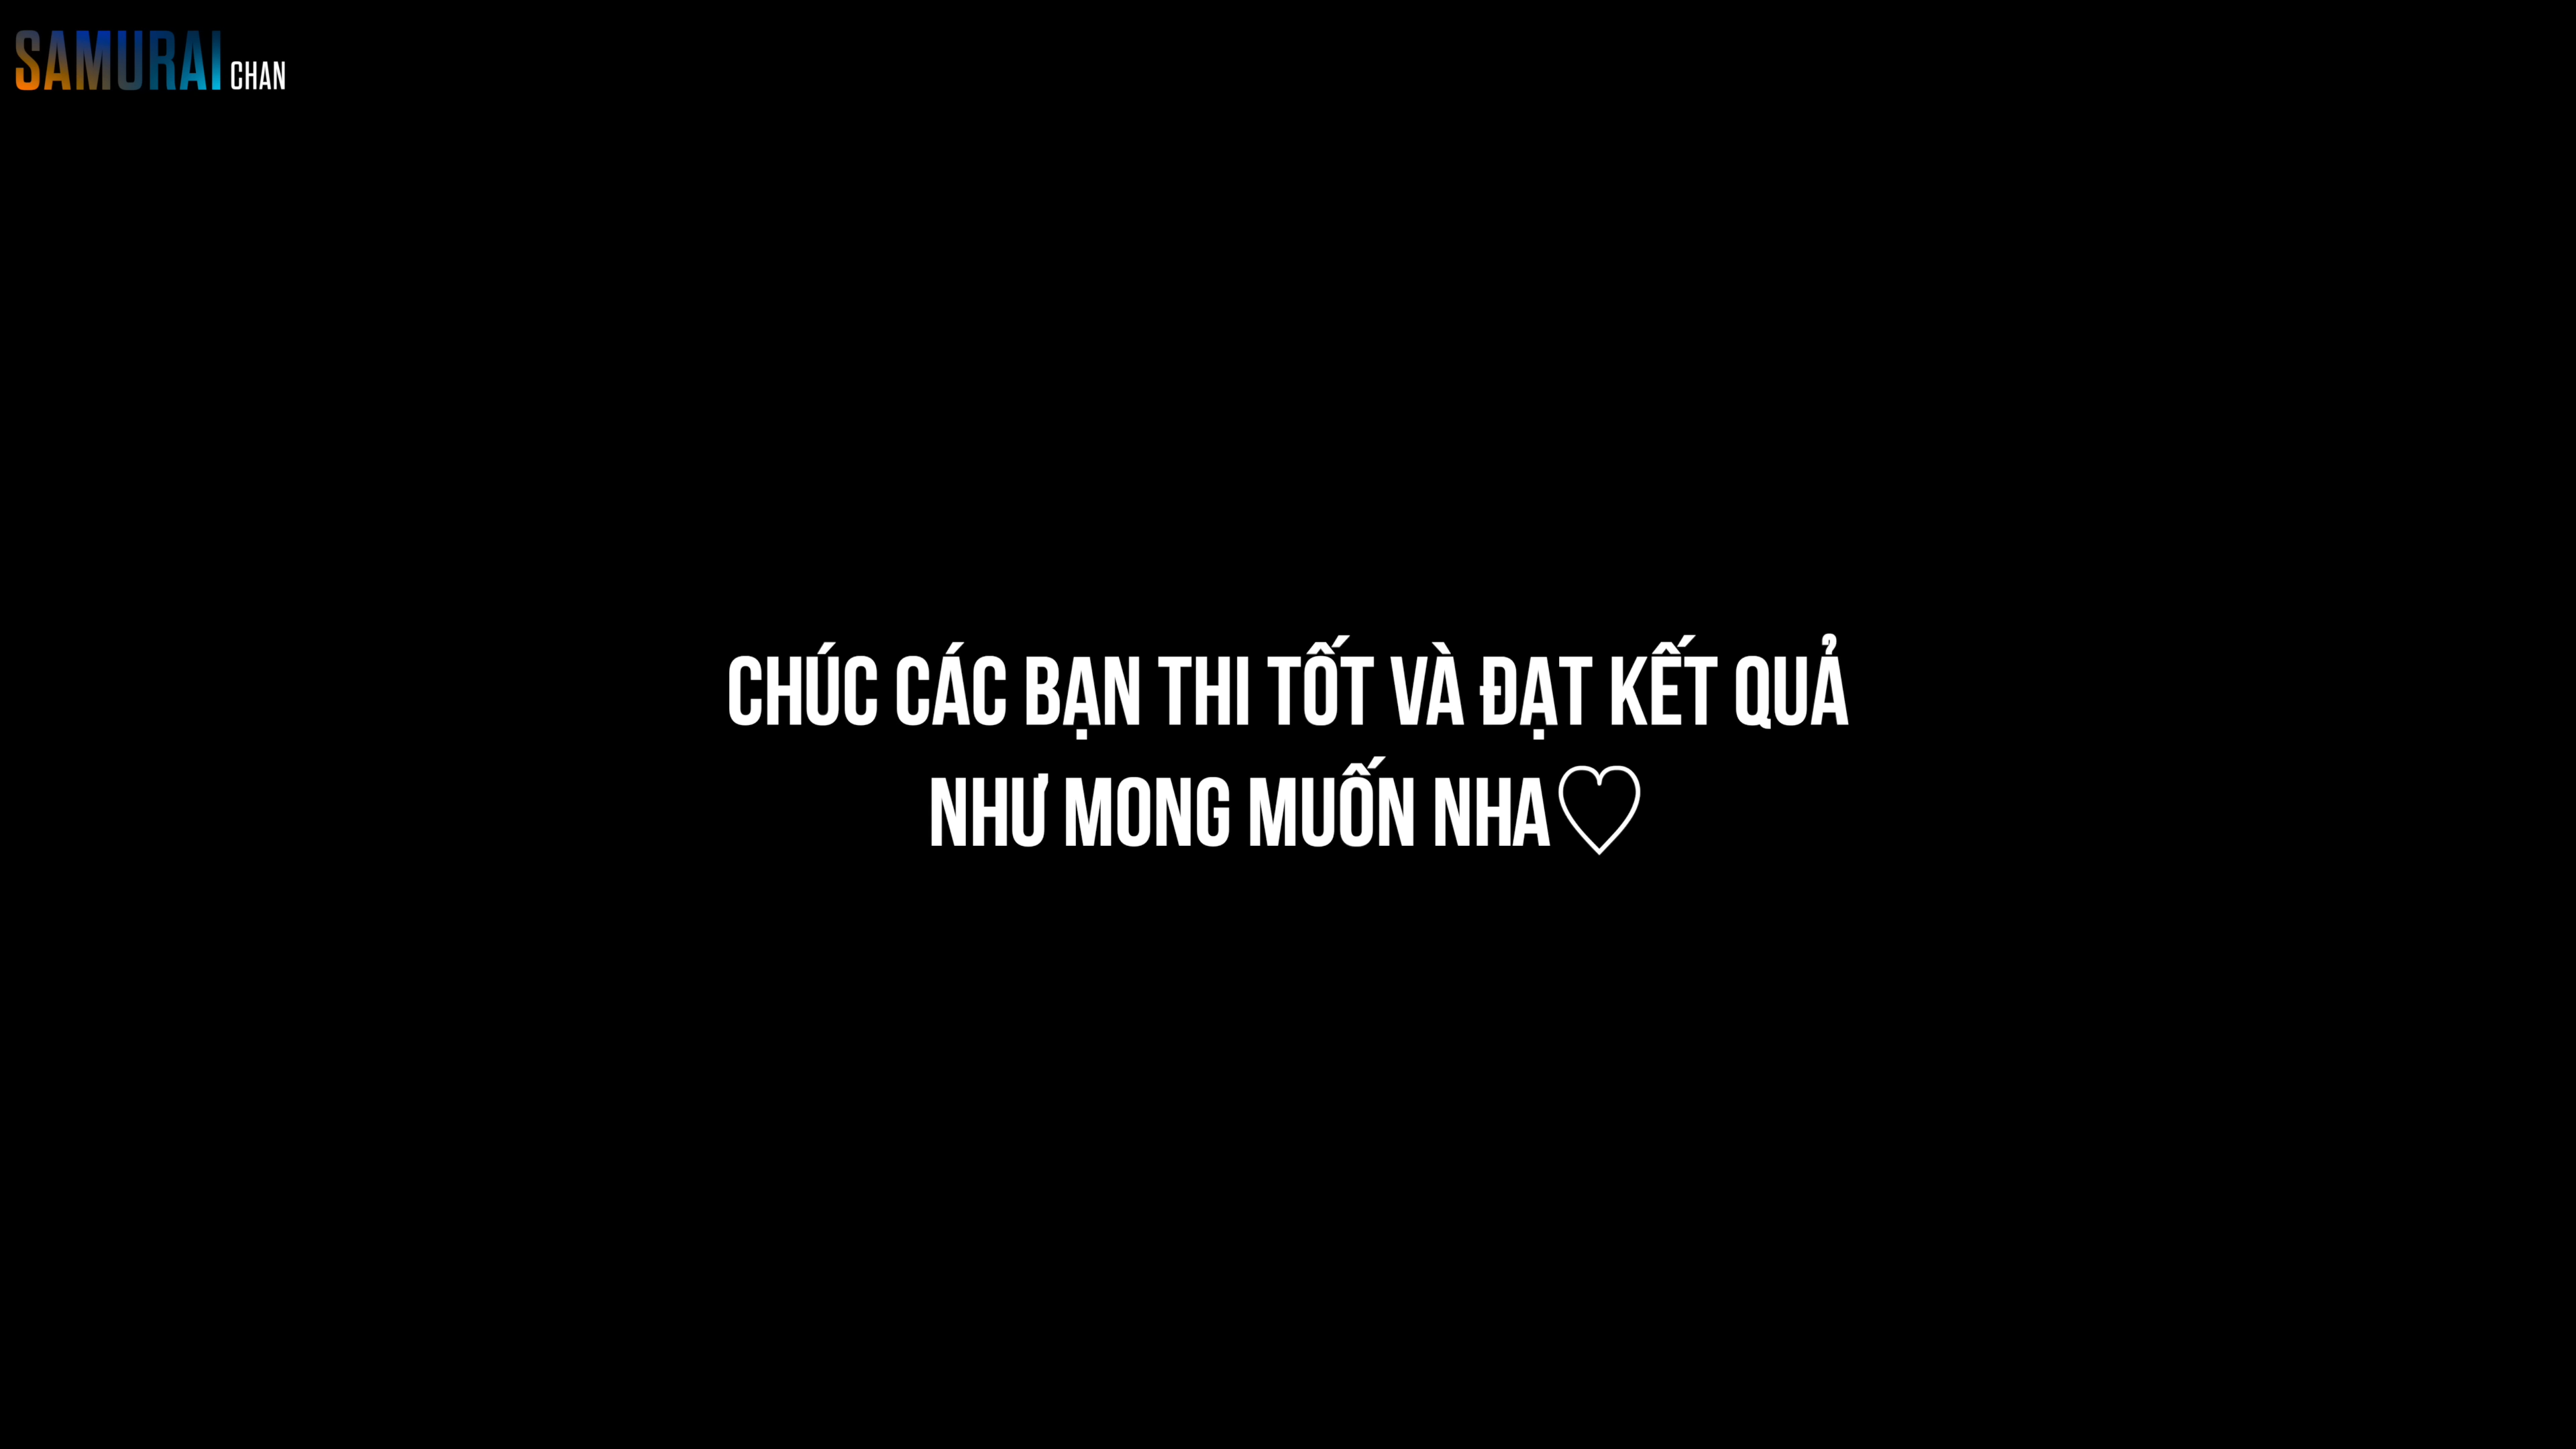 SAMURAI CHAN
CHÚC CÁC BẠN THI TỐT VÀ ĐẠT KẾT QUẢ
NHƯ MONG MUỐN NHA♡